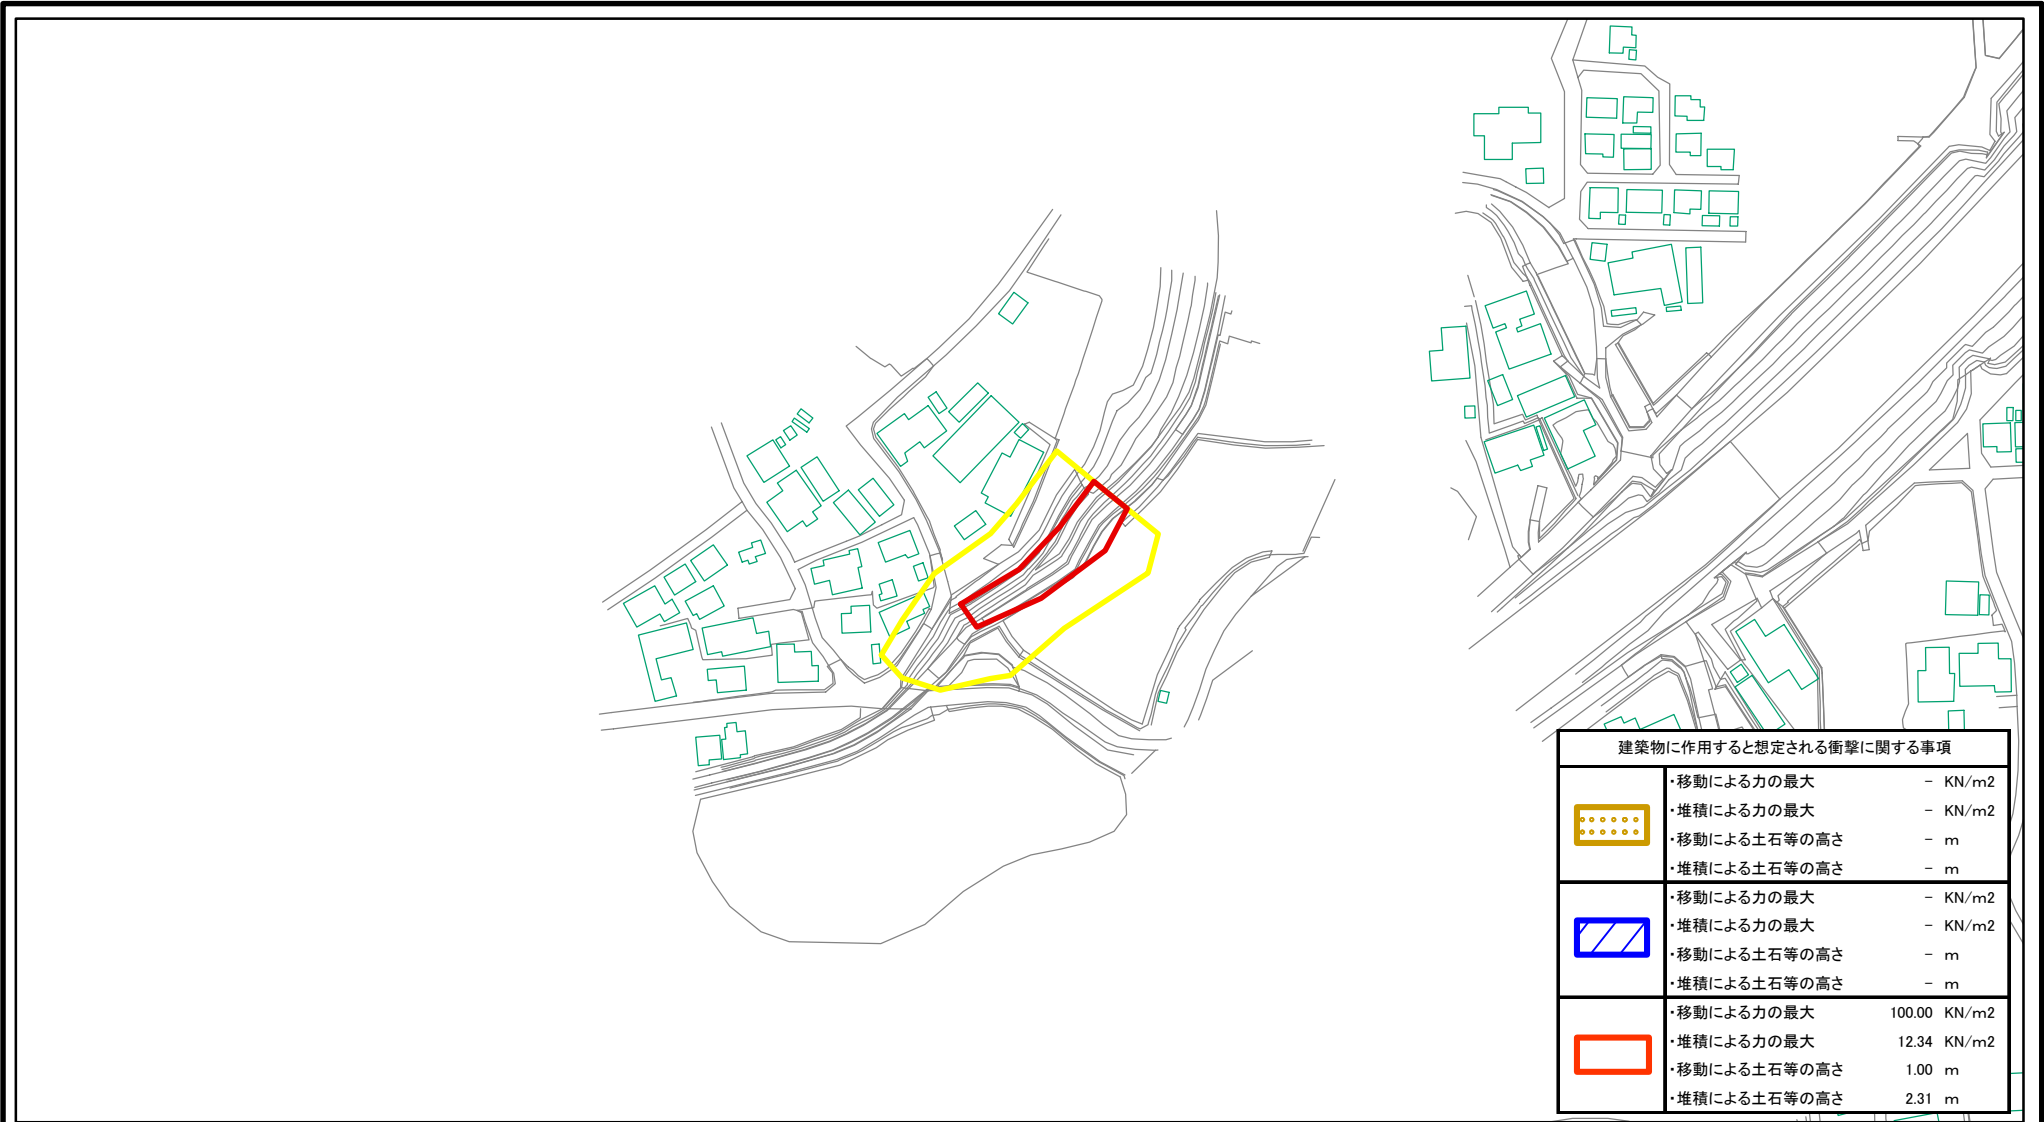 建築物に作用すると想定される衝撃に関する事項
・移動による力の最大 - KN/m2
・堆積による力の最大 - KN/m2
・移動による土石等の高さ - m
・堆積による土石等の高さ - m
・移動による力の最大 - KN/m2
・堆積による力の最大 - KN/m2
・移動による土石等の高さ - m
・堆積による土石等の高さ - m
・移動による力の最大 100.00 KN/m2
・堆積による力の最大 12.34 KN/m2
・移動による土石等の高さ 1.00 m
・堆積による土石等の高さ 2.31 m